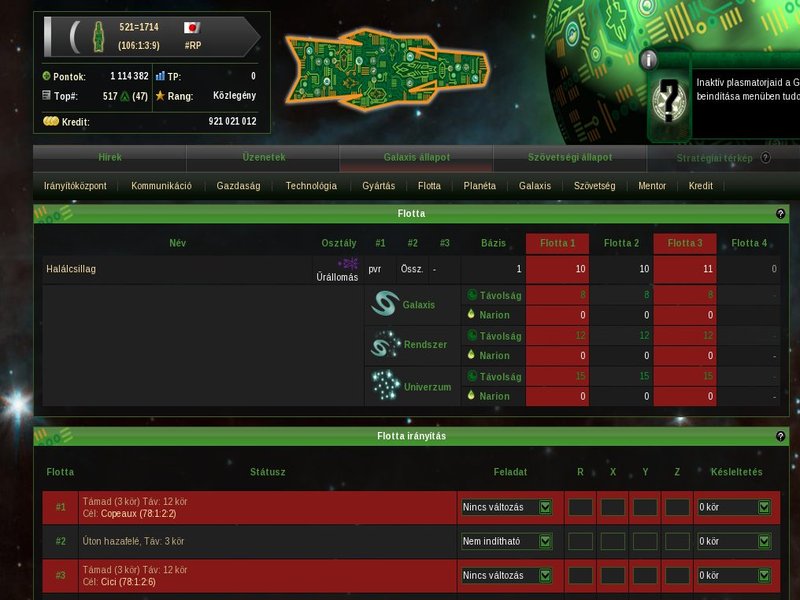 521=1714
(106:1:3:9) #RP
Pontok: 1 114 382 TP: 0
Top#: 517 (47) Rang: Közlegény
Kredit: 921 021 012
i
Inaktív plasmatorjaid a G
beindítása menüben tudo
Hírek Üzenetek Galaxis állapot Szövetségi állapot Stratégiai térkép ?
Irányítóközpont Kommunikáció Gazdaság Technológia Gyártás Flotta Planéta Galaxis Szövetség Mentor Kredit
Flotta ?
Név Osztály #1 #2 #3 Bázis Flotta 1 Flotta 2 Flotta 3 Flotta 4
Halálcsillag Űrállomás pvr Össz. - 1 10 10 11 0
Galaxis Távolság 8 8 8 -
Narion 0 0 0 -
Rendszer Távolság 12 12 12 -
Narion 0 0 0 -
Univerzum Távolság 15 15 15 -
Narion 0 0 0 -
Flotta irányítás ?
Flotta Státusz Feladat R X Y Z Késleltetés
#1 Támad (3 kör) Táv: 12 kör
Cél: Copeaux (78:1:2:2) Nincs változás 0 kör
#2 Úton hazafelé, Táv: 3 kör Nem indítható 0 kör
#3 Támad (3 kör) Táv: 12 kör
Cél: Cici (78:1:2:6) Nincs változás 0 kör